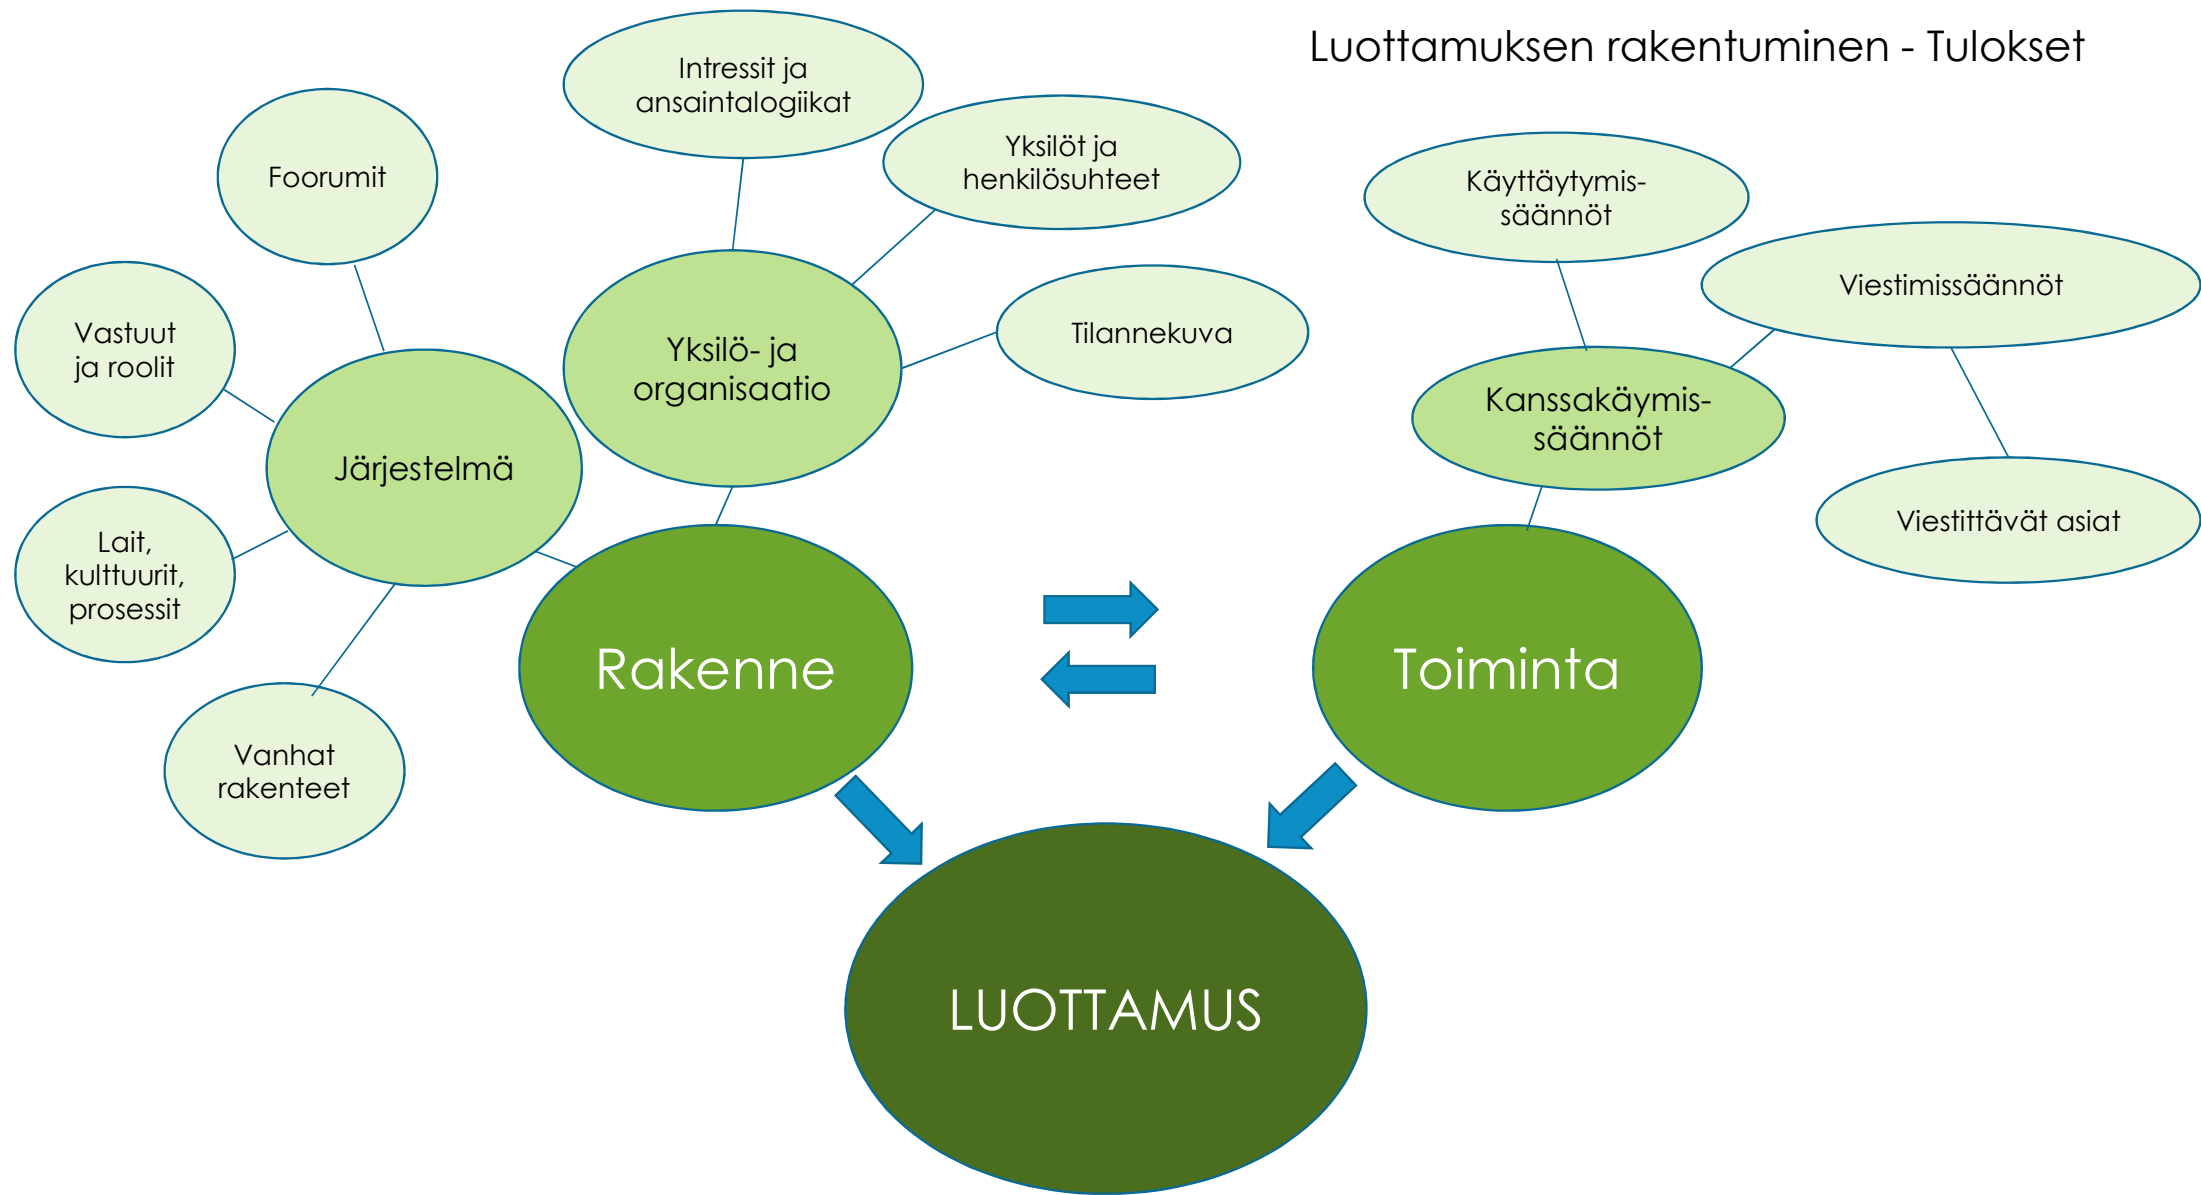 Luottamuksen rakentuminen - Tulokset
Intressit ja
ansaintalogiikat
Yksilöt ja
henkilösuhteet
Foorumit
Käyttäytymis-
säännöt
Viestimissäännöt
Vastuut
ja roolit
Yksilö- ja
organisaatio
Tilannekuva
Kanssakäymis-
säännöt
Järjestelmä
Viestittävät asiat
Lait,
kulttuurit,
prosessit
Rakenne
Toiminta
Vanhat
rakenteet
LUOTTAMUS